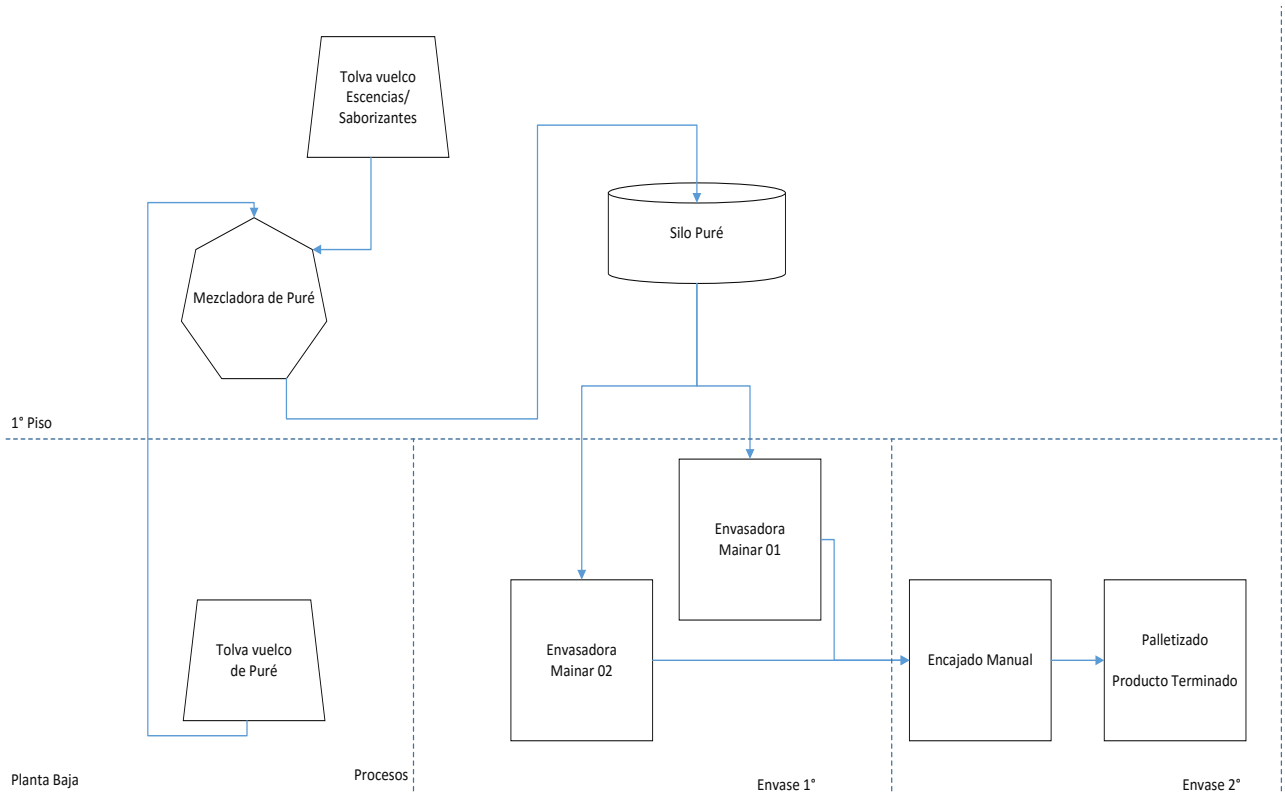 Tolva vuelco
Escencias/
Saborizantes
Silo Puré
Mezcladora de Puré
1° Piso
Envasadora
Mainar 01
Tolva vuelco
de Puré
Envasadora
Mainar 02
Encajado Manual
Palletizado
Producto Terminado
Planta Baja
Procesos
Envase 1°
Envase 2°